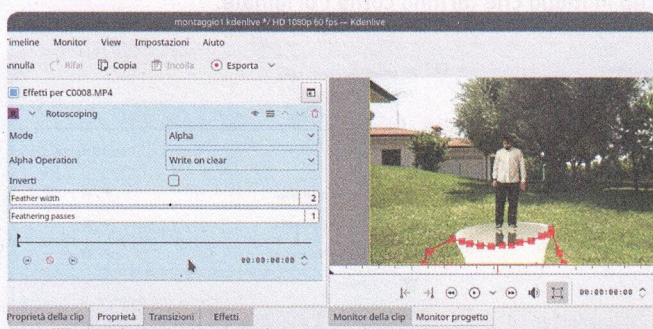 montaggio1.kdenlive */ HD 1080p 60 fps — Kdenlive
Timeline Monitor View Impostazioni Aiuto
Annulla Rifai Copia Incolla Esporta
Effetti per C0008.MP4
Rotoscoping
Mode Alpha
Alpha Operation Write on clear
Inverti
Feather width 2
Feathering passes 1
00:00:00:00
00:00:00:00
Proprietà della clip Proprietà Transizioni Effetti Monitor della clip Monitor progetto